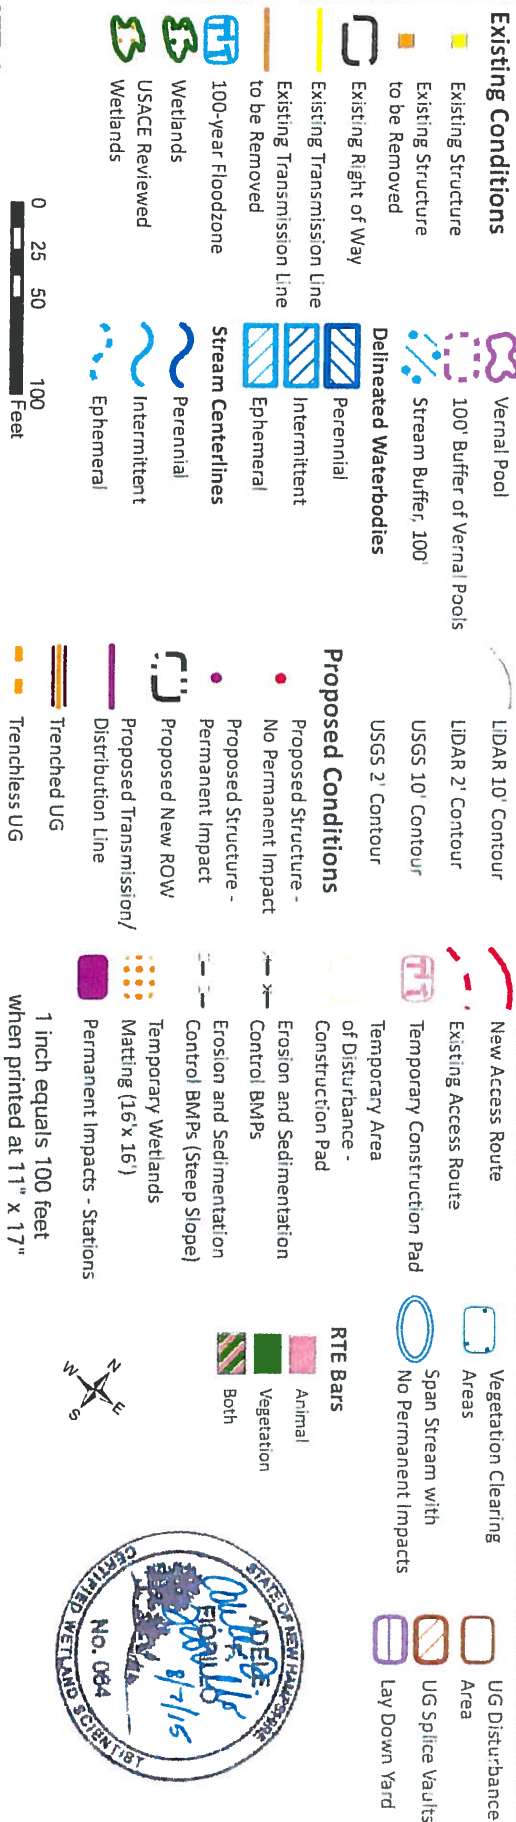 Existing Conditions
Existing Structure
Existing Structure
to be Removed
Existing Right of Way
Existing Transmission Line
Existing Transmission Line
to be Removed
100-year Floodzone
Wetlands
USACE Reviewed
Wetlands
0 25 50 100
Feet
Vernal Pool
100' Buffer of Vernal Pools
Stream Buffer, 100'
Delineated Waterbodies
Perennial
Intermittent
Ephemeral
Stream Centerlines
Perennial
Intermittent
Ephemeral
LiDAR 10' Contour
LiDAR 2' Contour
USGS 10' Contour
USGS 2' Contour
Proposed Conditions
Proposed Structure -
No Permanent Impact
Proposed Structure -
Permanent Impact
Proposed New ROW
Proposed Transmission/
Distribution Line
Trenched UG
Trenchless UG
New Access Route
Existing Access Route
Temporary Construction Pad
Temporary Area
of Disturbance -
Construction Pad
Erosion and Sedimentation
Control BMPs
Erosion and Sedimentation
Control BMPs (Steep Slope)
Temporary Wetlands
Matting (16'x 16')
Permanent Impacts - Stations
1 inch equals 100 feet
when printed at 11" x 17"
Vegetation Clearing
Areas
Span Stream with
No Permanent Impacts
RTE Bars
Animal
Vegetation
Both
N
E
S
W
UG Disturbance
Area
UG Splice Vaults
Lay Down Yard
STATE OF NEW HAMPSHIRE
ADELE
FIORILLO
8/7/15
No. 064
CERTIFIED WETLAND SCIENTIST